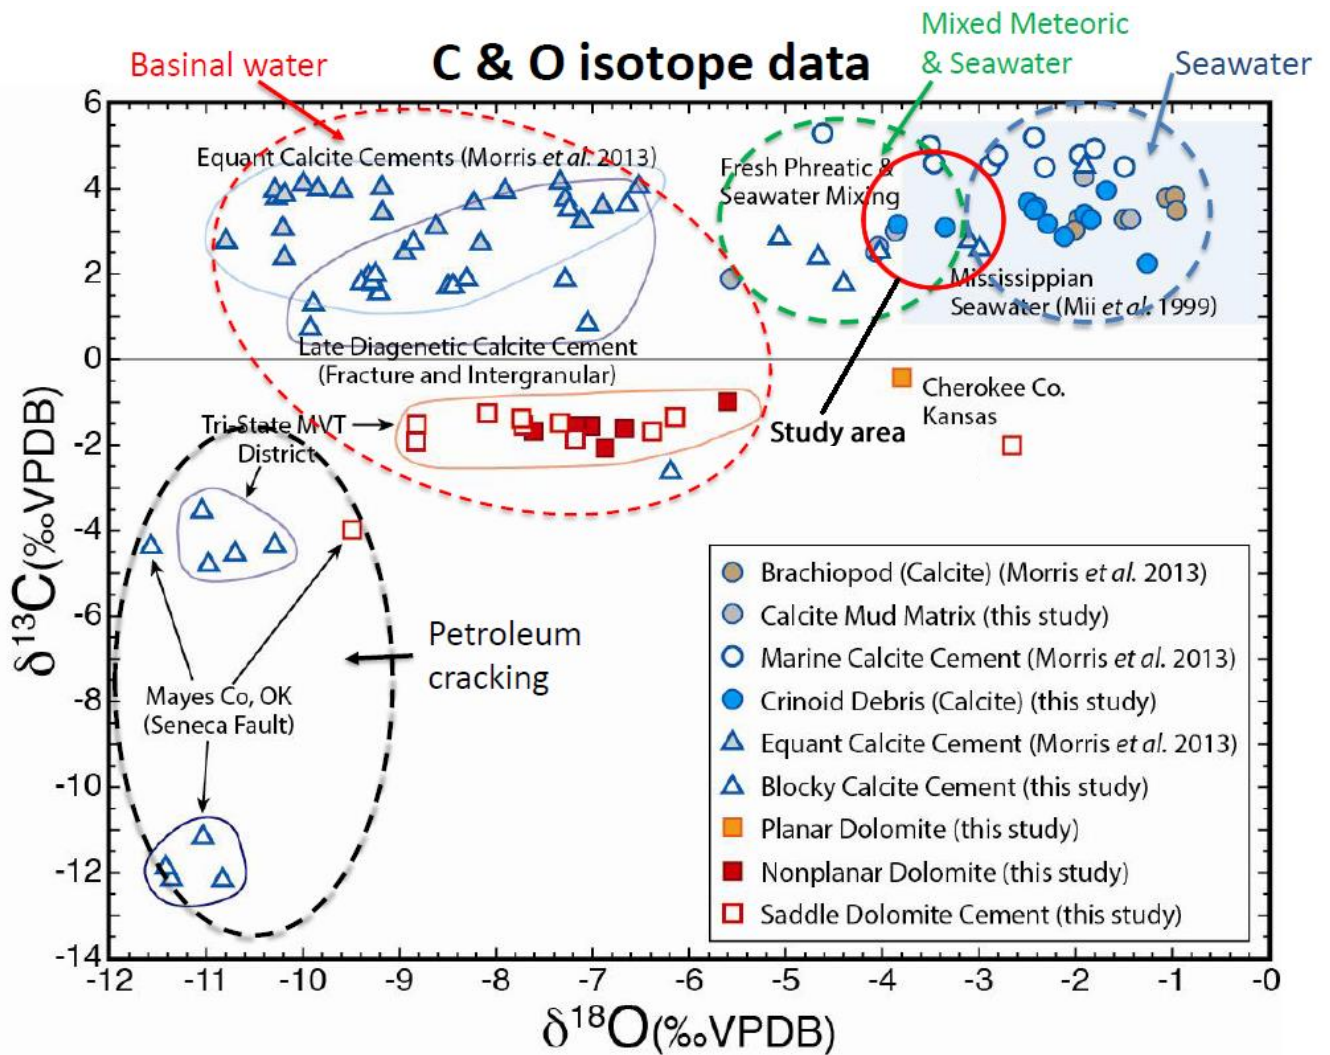 C & O isotope data
Basinal water
Mixed Meteoric
& Seawater
Seawater
Equant Calcite Cements (Morris et al. 2013)
Fresh Phreatic &
Seawater Mixing
Mississippian
Seawater (Mii et al. 1999)
Late Diagenetic Calcite Cement
(Fracture and Intergranular)
Tri-State MVT
District
Study area
Cherokee Co.
Kansas
Mayes Co, OK
(Seneca Fault)
Petroleum
cracking
Brachiopod (Calcite) (Morris et al. 2013)
Calcite Mud Matrix (this study)
Marine Calcite Cement (Morris et al. 2013)
Crinoid Debris (Calcite) (this study)
Equant Calcite Cement (Morris et al. 2013)
Blocky Calcite Cement (this study)
Planar Dolomite (this study)
Nonplanar Dolomite (this study)
Saddle Dolomite Cement (this study)
6
4
2
0
-2
-4
-6
-8
-10
-12
-14
δ¹³C(‰VPDB)
-12 -11 -10 -9 -8 -7 -6 -5 -4 -3 -2 -1 -0
δ¹⁸O(‰VPDB)